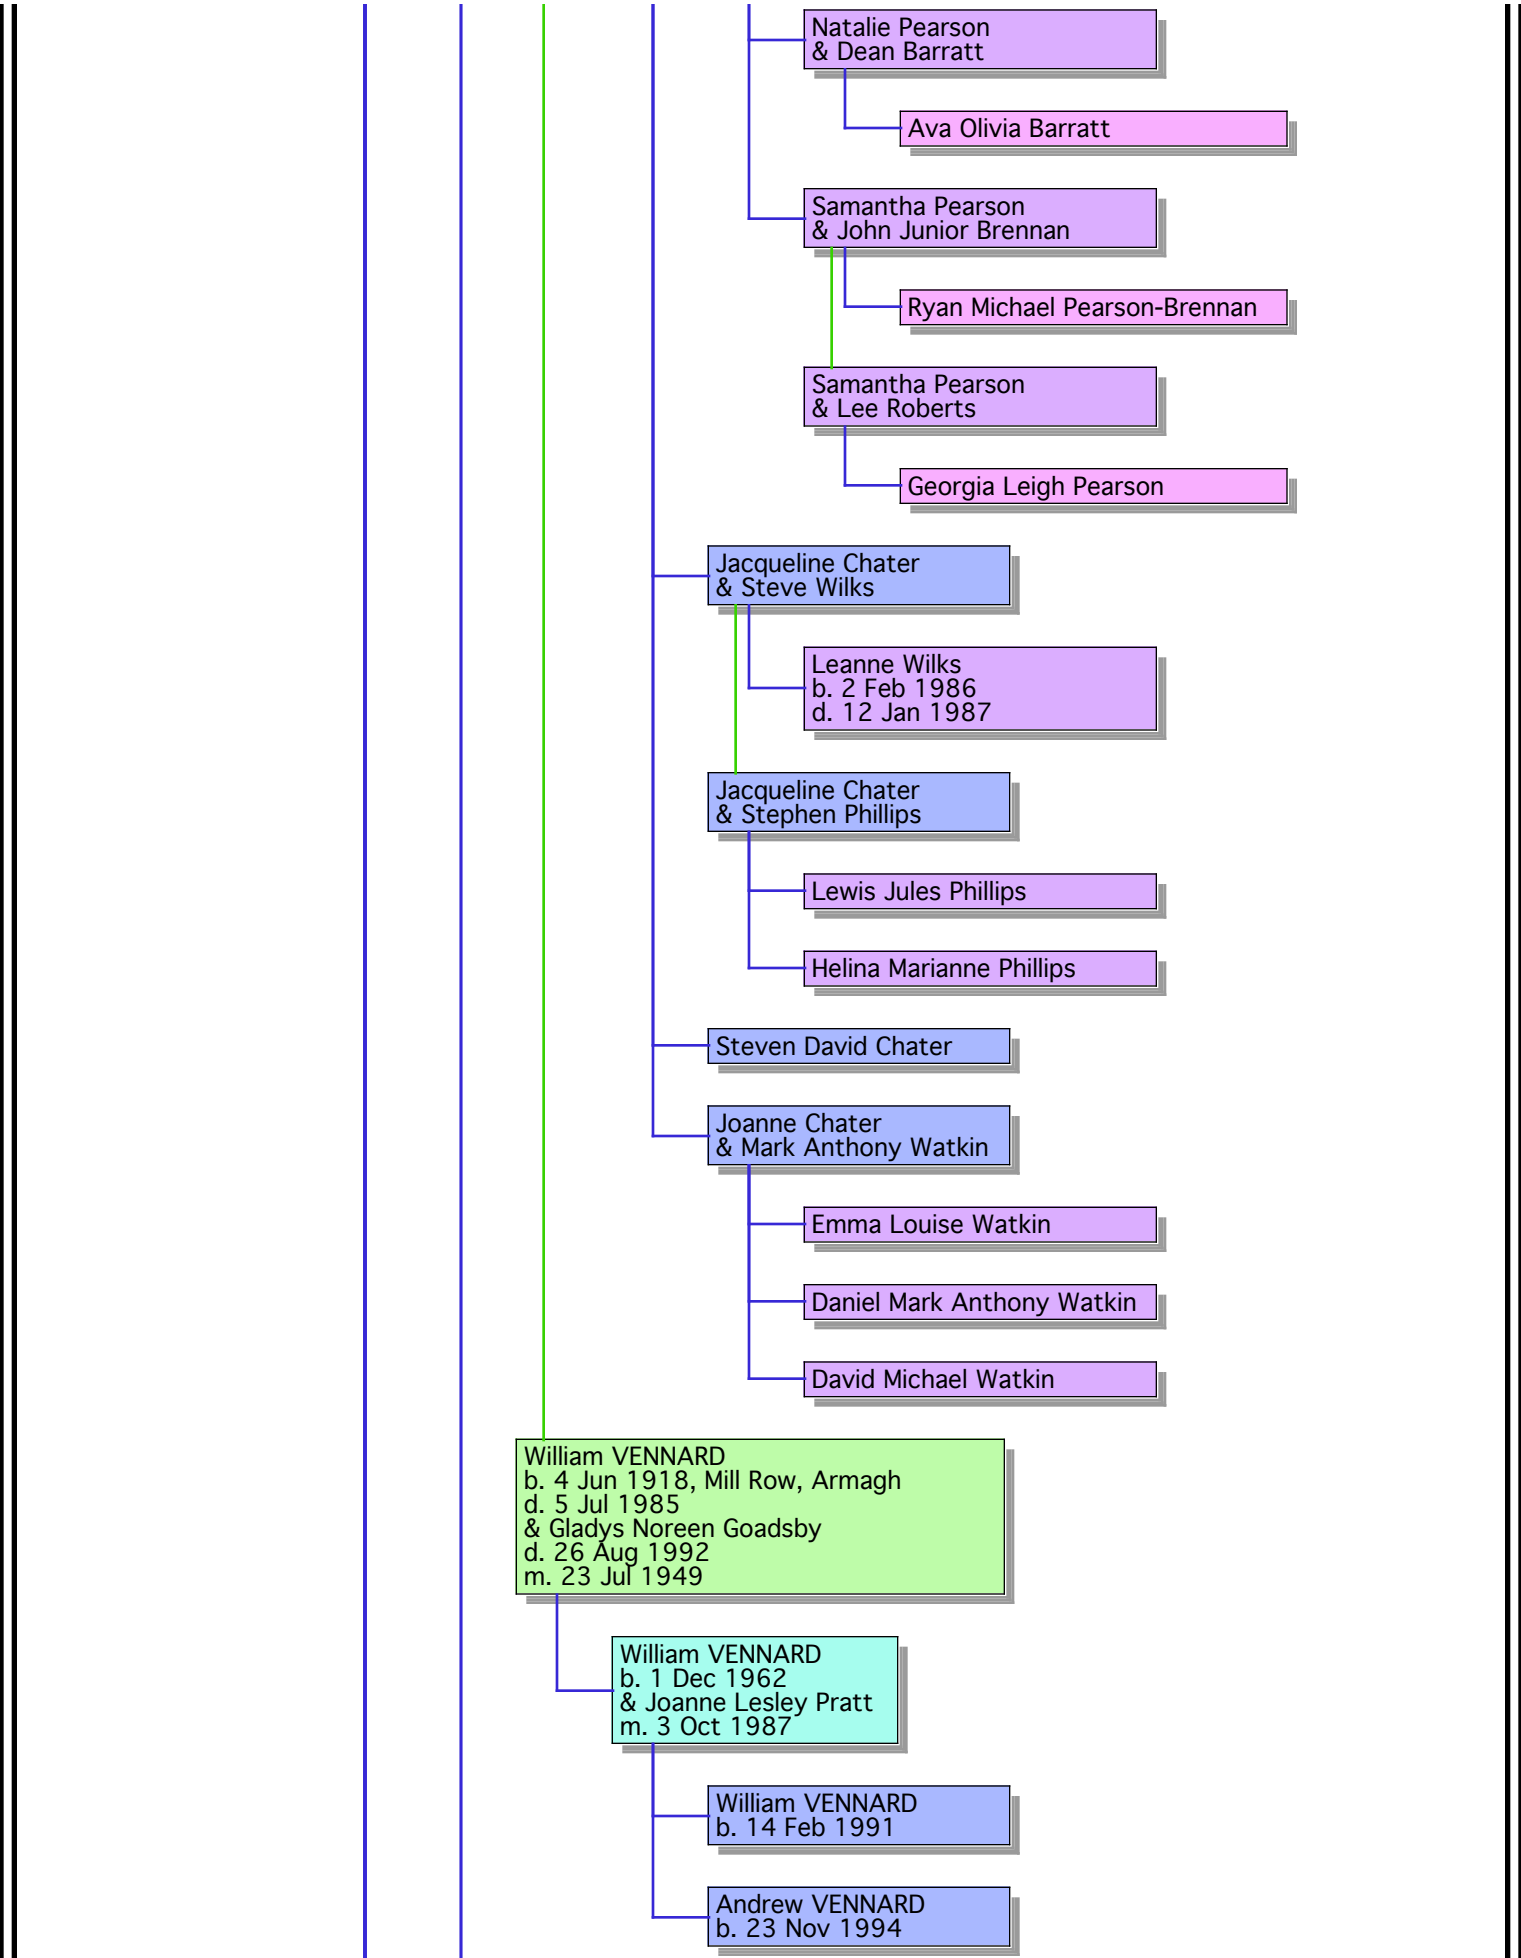 Natalie Pearson
& Dean Barratt
Ava Olivia Barratt
Samantha Pearson
& John Junior Brennan
Ryan Michael Pearson-Brennan
Samantha Pearson
& Lee Roberts
Georgia Leigh Pearson
Jacqueline Chater
& Steve Wilks
Leanne Wilks
b. 2 Feb 1986
d. 12 Jan 1987
Jacqueline Chater
& Stephen Phillips
Lewis Jules Phillips
Helina Marianne Phillips
Steven David Chater
Joanne Chater
& Mark Anthony Watkin
Emma Louise Watkin
Daniel Mark Anthony Watkin
David Michael Watkin
William VENNARD
b. 4 Jun 1918, Mill Row, Armagh
d. 5 Jul 1985
& Gladys Noreen Goadsby
d. 26 Aug 1992
m. 23 Jul 1949
William VENNARD
b. 1 Dec 1962
& Joanne Lesley Pratt
m. 3 Oct 1987
William VENNARD
b. 14 Feb 1991
Andrew VENNARD
b. 23 Nov 1994